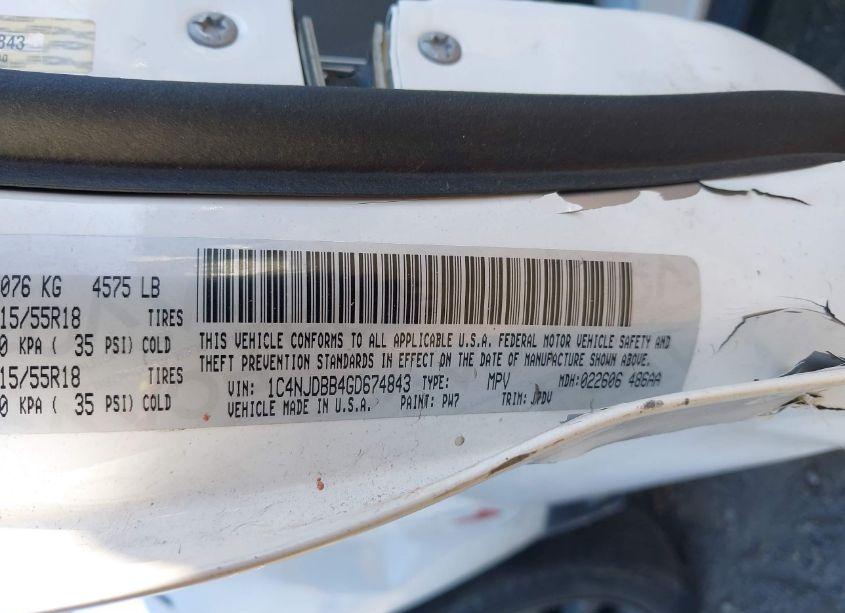 843
076 KG 4575 LB
15/55R18 TIRES
0 KPA ( 35 PSI) COLD
15/55R18 TIRES
0 KPA ( 35 PSI) COLD
THIS VEHICLE CONFORMS TO ALL APPLICABLE U.S.A. FEDERAL MOTOR VEHICLE SAFETY AND
THEFT PREVENTION STANDARDS IN EFFECT ON THE DATE OF MANUFACTURE SHOWN ABOVE.
VIN: 1C4NJDBB4GD674843 TYPE: MPV MDH: 022606 486AA
VEHICLE MADE IN U.S.A. PAINT: PW7 TRIM: JPDV